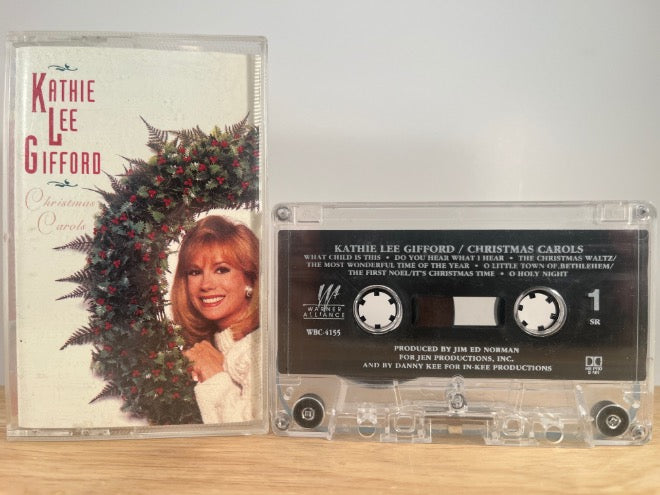 KATHIE
LEE
GIFFORD
Christmas
Carols
KATHIE LEE GIFFORD / CHRISTMAS CAROLS
WHAT CHILD IS THIS • DO YOU HEAR WHAT I HEAR • THE CHRISTMAS WALTZ/
THE MOST WONDERFUL TIME OF THE YEAR • O LITTLE TOWN OF BETHLEHEM/
THE FIRST NOEL/IT'S CHRISTMAS TIME • O HOLY NIGHT
WARNER
ALLIANCE
WBC-4155
1
SR
PRODUCED BY JIM ED NORMAN
FOR JEN PRODUCTIONS, INC.
AND BY DANNY KEE FOR IN-KEE PRODUCTIONS